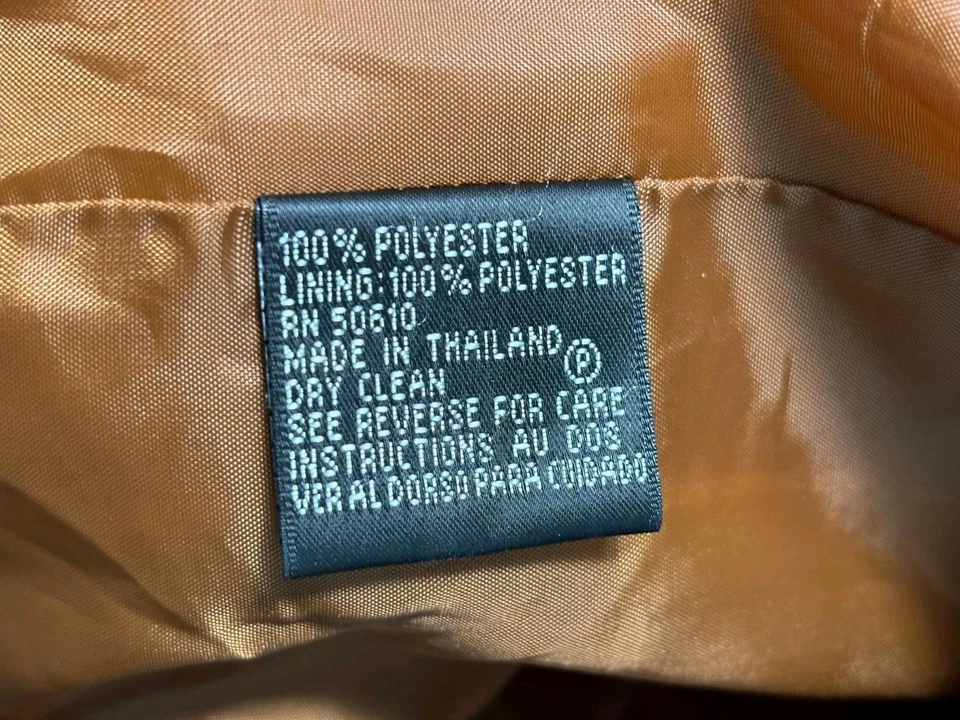 100% POLYESTER
LINING: 100% POLYESTER
RN 50610
MADE IN THAILAND
DRY CLEAN Ⓟ
SEE REVERSE FOR CARE
INSTRUCTIONS AU DOS
VER AL DORSO PARA CUIDADO